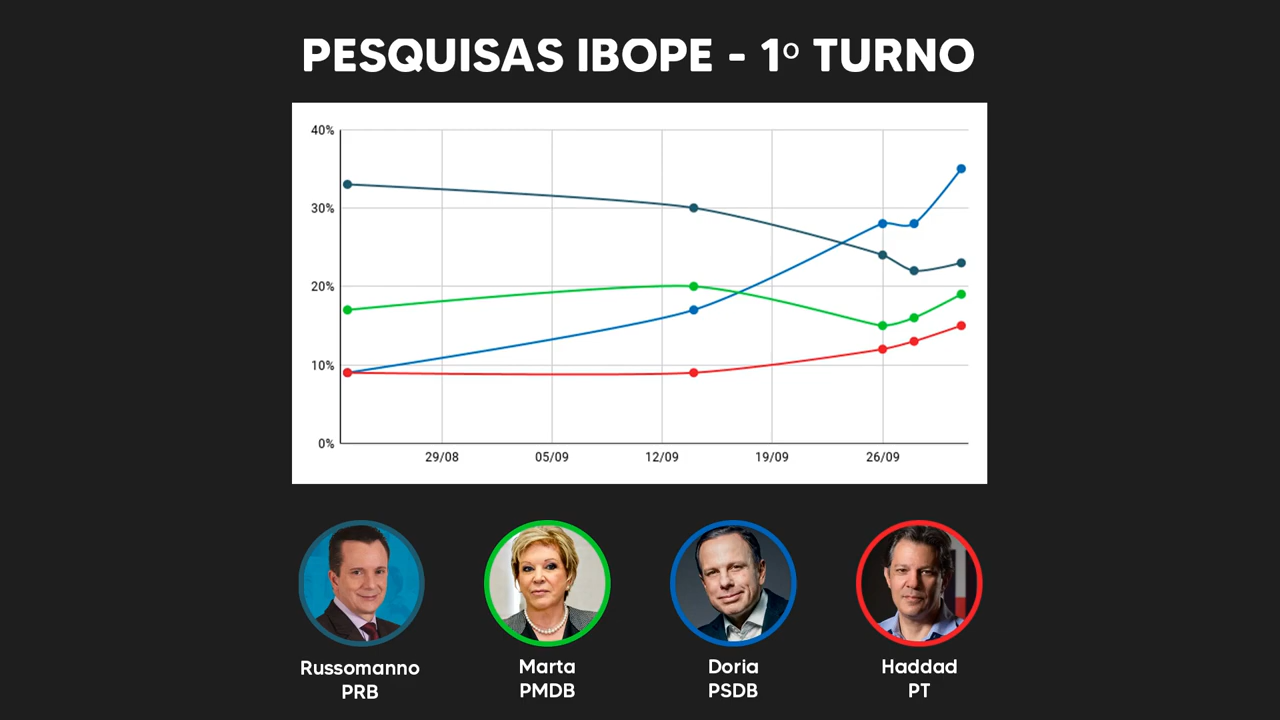 PESQUISAS IBOPE - 1º TURNO
40%
30%
20%
10%
0%
29/08 05/09 12/09 19/09 26/09
Russomanno Marta Doria Haddad
PRB PMDB PSDB PT